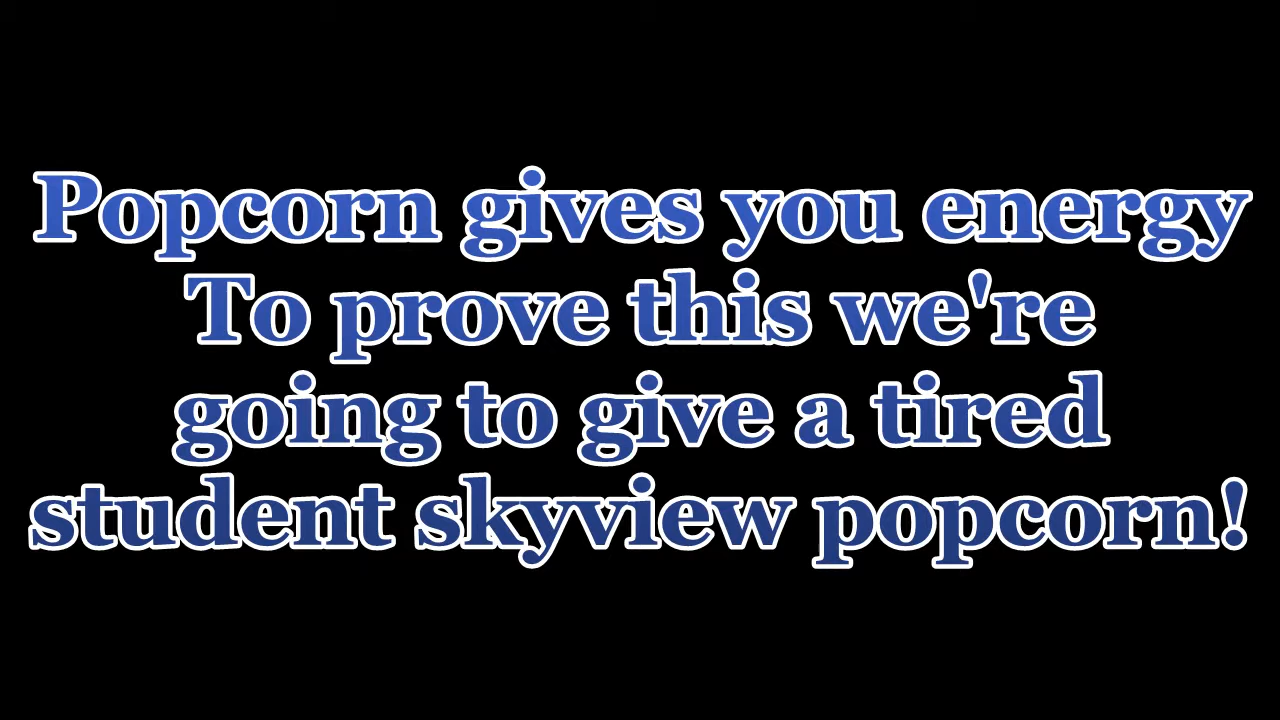 Popcorn gives you energy
To prove this we're
going to give a tired
student skyview popcorn!